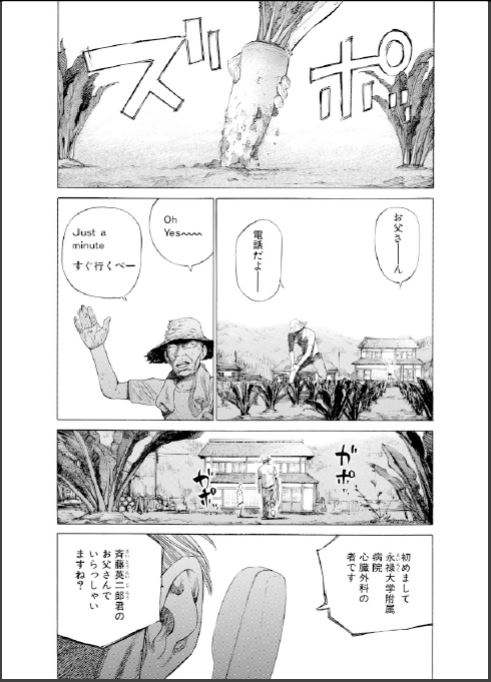 ズポ
お父さーん
電話だよ――
Oh
Yes〜〜〜
Just a
minute
すぐ行くべー
ガポ
ガポ
初めまして
永禄大学附属
病院
心臓外科の
者です
斉藤英二郎君の
お父さんで
いらっしゃい
ますね?